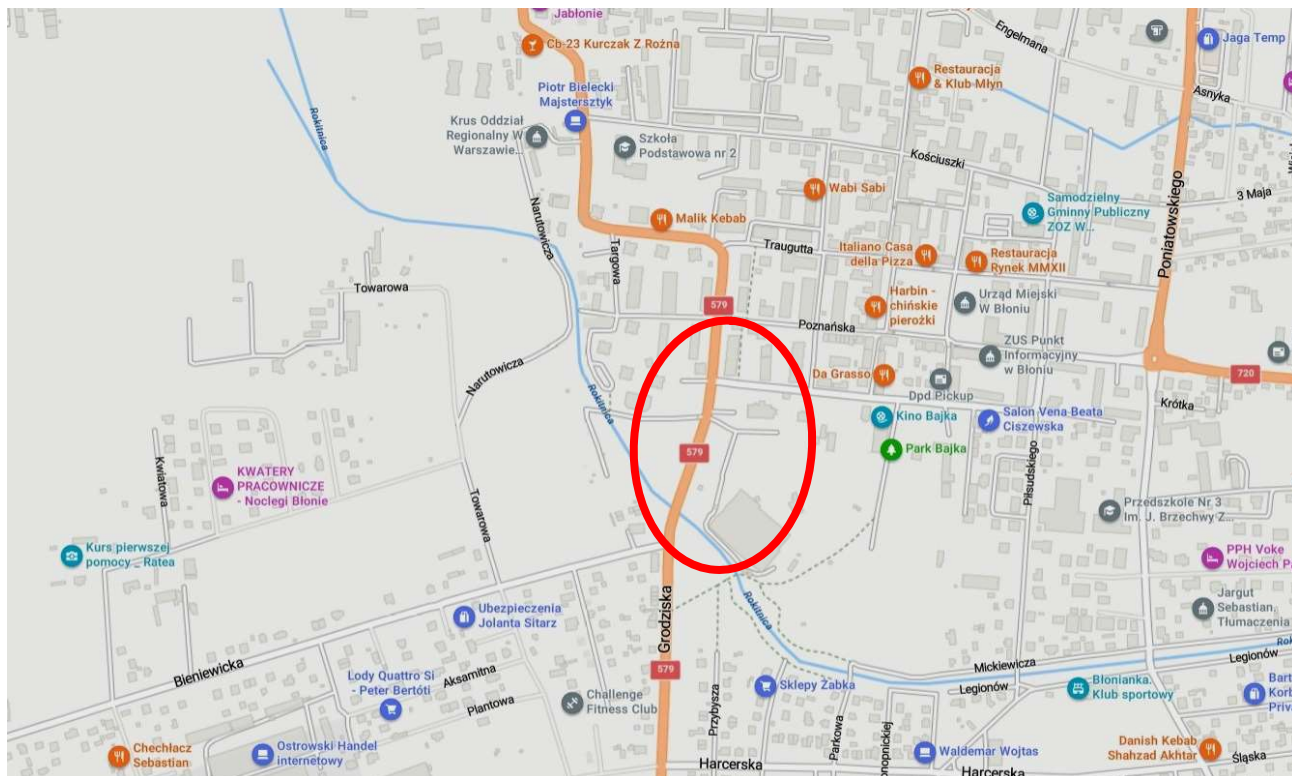 Jabłonie
Engelmana
Cb-23 Kurczak Z Rożna
Jaga Temp
Restauracja
& Klub Młyn
Asnyka
Piotr Bielecki
Majstersztyk
Rokitnica
Krus Oddział
Regionalny W
Warszawie...
Szkoła
Podstawowa nr 2
Kościuszki
Wabi Sabi
Poniatowskiego
3 Maja
Samodzielny
Gminny Publiczny
ZOZ W...
Narutowicza
Malik Kebab
Targowa
Traugutta
Italiano Casa
della Pizza
Restauracja
Rynek MMXII
Towarowa
579
Harbin -
chińskie
pierożki
Urząd Miejski
W Błoniu
Poznańska
ZUS Punkt
Informacyjny
w Błoniu
Narutowicza
Da Grasso
720
Dpd Pickup
Krótka
Rokitnica
Kino Bajka
Salon Vena Beata
Ciszewska
579
Park Bajka
Kwiatowa
KWATERY
PRACOWNICZE
- Noclegi Błonie
Towarowa
Piłsudskiego
Przedszkole Nr 3
Im. J. Brzechwy Z...
Kurs pierwszej
pomocy - Ratea
PPH Voke
Wojciech Pa
Ubezpieczenia
Jolanta Sitarz
Grodziska
Rokitnica
Jargut
Sebastian.
Tłumaczenia
Bieniewicka
579
Mickiewicza
Legionów
Lody Quattro Si
- Peter Bertóti
Aksamitna
Sklepy Żabka
Legionów
Błonianka.
Klub sportowy
Bart
Korb
Priv
Plantowa
Challenge
Fitness Club
Przybysza
Parkowa
Chechłacz
Sebastian
Ostrowski Handel
internetowy
Waldemar Wojtas
Danish Kebab
Shahzad Akhtar
Śląska
Harcerska
Harcerska